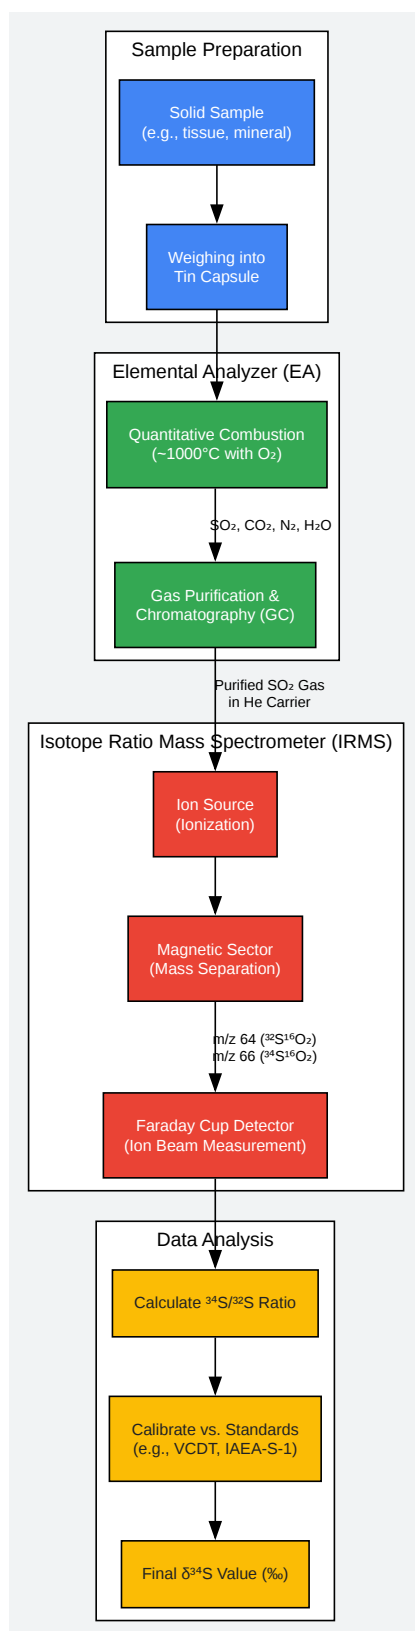 Sample Preparation
Solid Sample
(e.g., tissue, mineral)
Weighing into
Tin Capsule
Elemental Analyzer (EA)
Quantitative Combustion
(~1000°C with O₂)
SO₂, CO₂, N₂, H₂O
Gas Purification &
Chromatography (GC)
Purified SO₂ Gas
in He Carrier
Isotope Ratio Mass Spectrometer (IRMS)
Ion Source
(Ionization)
Magnetic Sector
(Mass Separation)
m/z 64 (³²S¹⁶O₂)
m/z 66 (³⁴S¹⁶O₂)
Faraday Cup Detector
(Ion Beam Measurement)
Data Analysis
Calculate ³⁴S/³²S Ratio
Calibrate vs. Standards
(e.g., VCDT, IAEA-S-1)
Final δ³⁴S Value (‰)